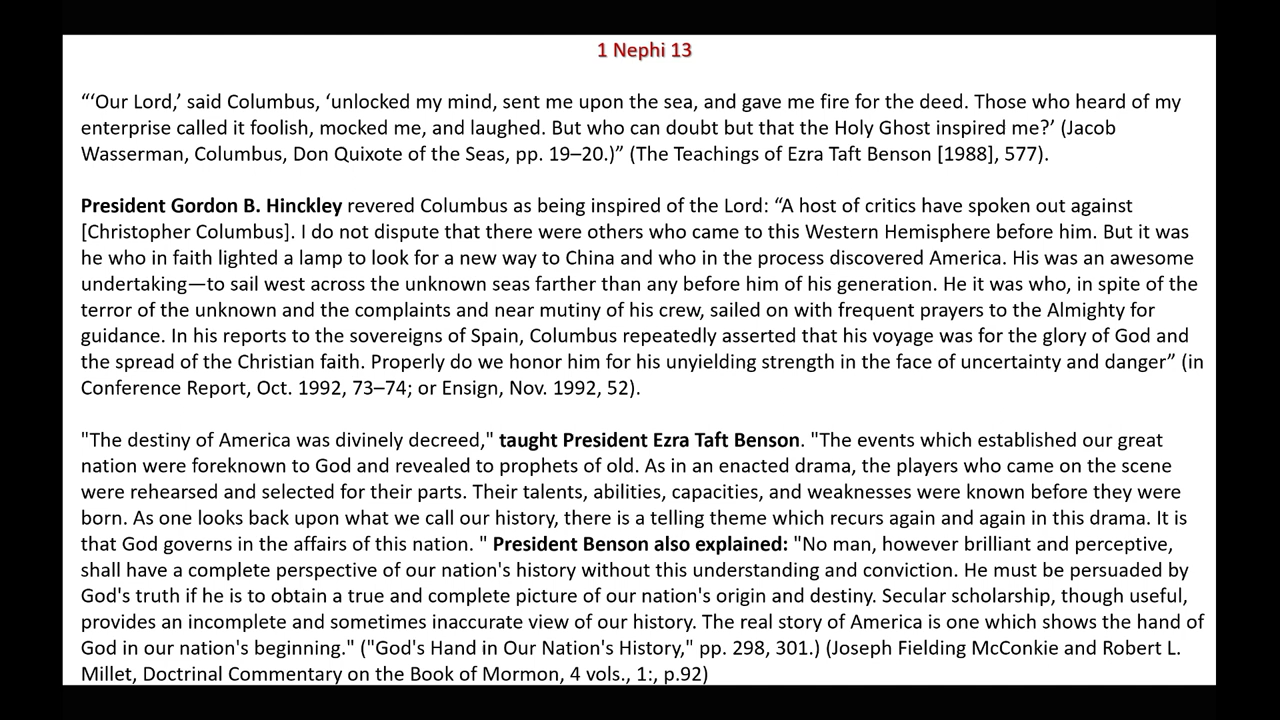 1 Nephi 13
“‘Our Lord,’ said Columbus, ‘unlocked my mind, sent me upon the sea, and gave me fire for the deed. Those who heard of my
enterprise called it foolish, mocked me, and laughed. But who can doubt but that the Holy Ghost inspired me?’ (Jacob
Wasserman, Columbus, Don Quixote of the Seas, pp. 19–20.)” (The Teachings of Ezra Taft Benson [1988], 577).
President Gordon B. Hinckley revered Columbus as being inspired of the Lord: “A host of critics have spoken out against
[Christopher Columbus]. I do not dispute that there were others who came to this Western Hemisphere before him. But it was
he who in faith lighted a lamp to look for a new way to China and who in the process discovered America. His was an awesome
undertaking—to sail west across the unknown seas farther than any before him of his generation. He it was who, in spite of the
terror of the unknown and the complaints and near mutiny of his crew, sailed on with frequent prayers to the Almighty for
guidance. In his reports to the sovereigns of Spain, Columbus repeatedly asserted that his voyage was for the glory of God and
the spread of the Christian faith. Properly do we honor him for his unyielding strength in the face of uncertainty and danger” (in
Conference Report, Oct. 1992, 73–74; or Ensign, Nov. 1992, 52).
"The destiny of America was divinely decreed," taught President Ezra Taft Benson. "The events which established our great
nation were foreknown to God and revealed to prophets of old. As in an enacted drama, the players who came on the scene
were rehearsed and selected for their parts. Their talents, abilities, capacities, and weaknesses were known before they were
born. As one looks back upon what we call our history, there is a telling theme which recurs again and again in this drama. It is
that God governs in the affairs of this nation. " President Benson also explained: "No man, however brilliant and perceptive,
shall have a complete perspective of our nation's history without this understanding and conviction. He must be persuaded by
God's truth if he is to obtain a true and complete picture of our nation's origin and destiny. Secular scholarship, though useful,
provides an incomplete and sometimes inaccurate view of our history. The real story of America is one which shows the hand of
God in our nation's beginning." ("God's Hand in Our Nation's History," pp. 298, 301.) (Joseph Fielding McConkie and Robert L.
Millet, Doctrinal Commentary on the Book of Mormon, 4 vols., 1:, p.92)